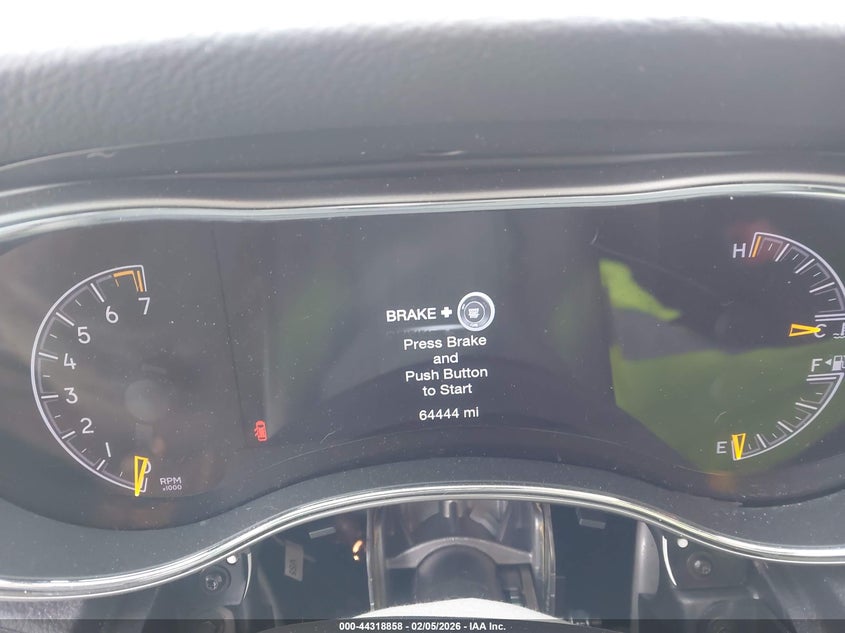 7
6
5
4
3
2
1
RPM
x1000
BRAKE +
Press Brake
and
Push Button
to Start
64444 mi
H
C
F
E
000-44318858 - 02/05/2026 - IAA Inc.